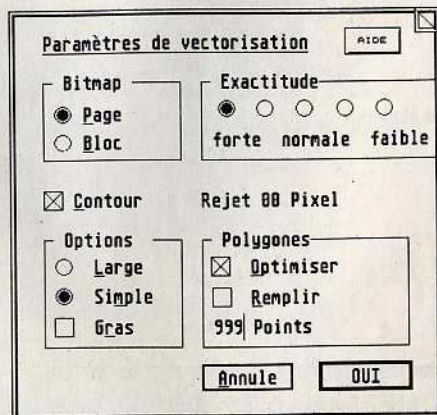 Paramètres de vectorisation AIDE
Bitmap
Page
Bloc
Exactitude
forte normale faible
Contour Rejet 00 Pixel
Options
Large
Simple
Gras
Polygones
Optimiser
Remplir
999 Points
Annule OUI